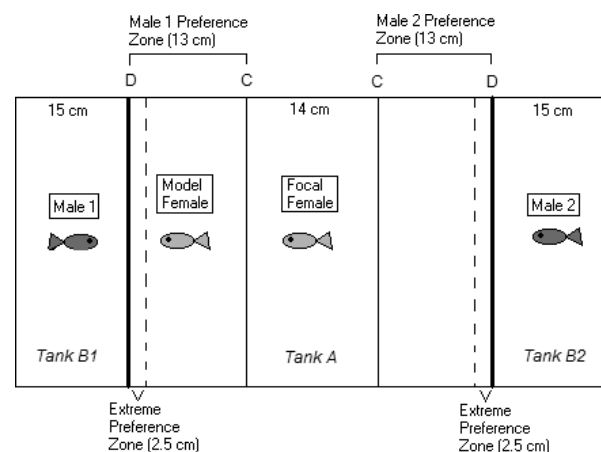 Male 1 Preference
Zone (13 cm)
Male 2 Preference
Zone (13 cm)
D
C
C
D
15 cm
14 cm
15 cm
Male 1
Model
Female
Focal
Female
Male 2
Tank B1
Tank A
Tank B2
Extreme
Preference
Zone (2.5 cm)
Extreme
Preference
Zone (2.5 cm)